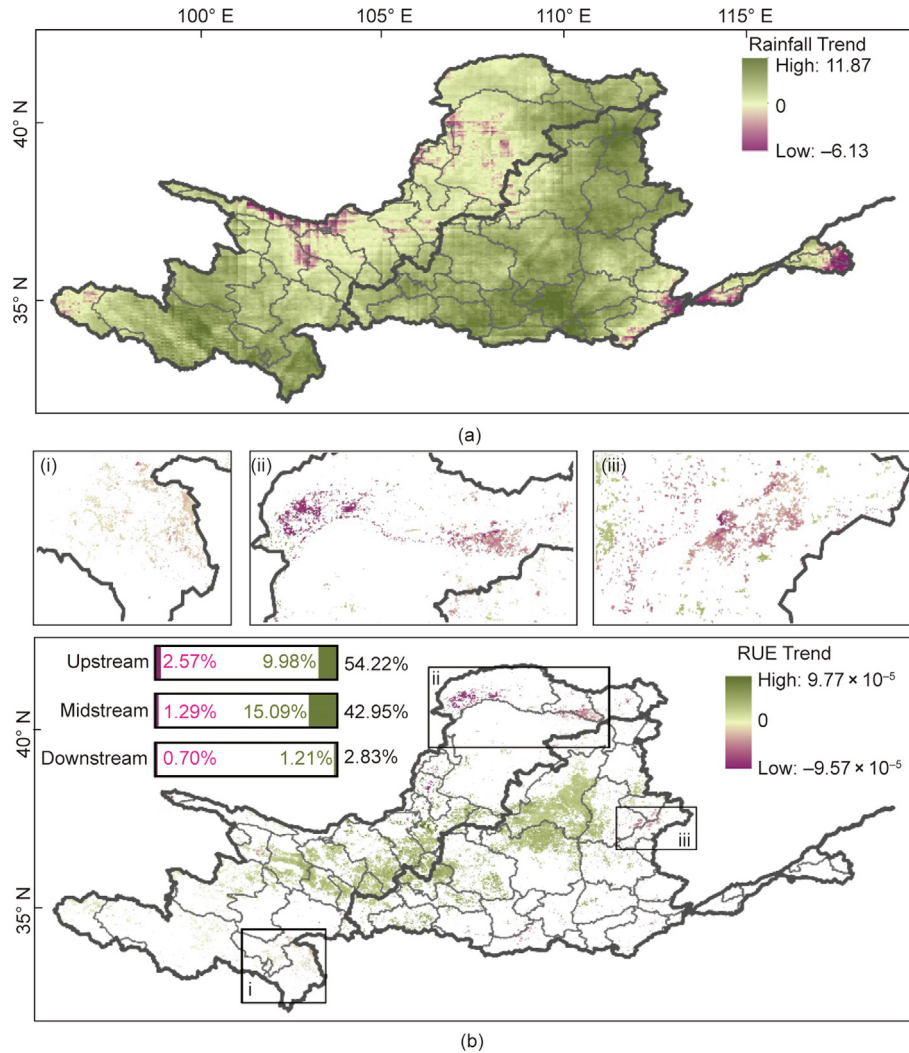 100° E 105° E 110° E 115° E
Rainfall Trend
High: 11.87
0
Low: –6.13
40° N
35° N
(a)
(i) (ii) (iii)
Upstream 2.57% 9.98% 54.22%
Midstream 1.29% 15.09% 42.95%
Downstream 0.70% 1.21% 2.83%
RUE Trend
High: 9.77 × 10⁻⁵
0
Low: –9.57 × 10⁻⁵
ii
40° N
iii
35° N
i
(b)